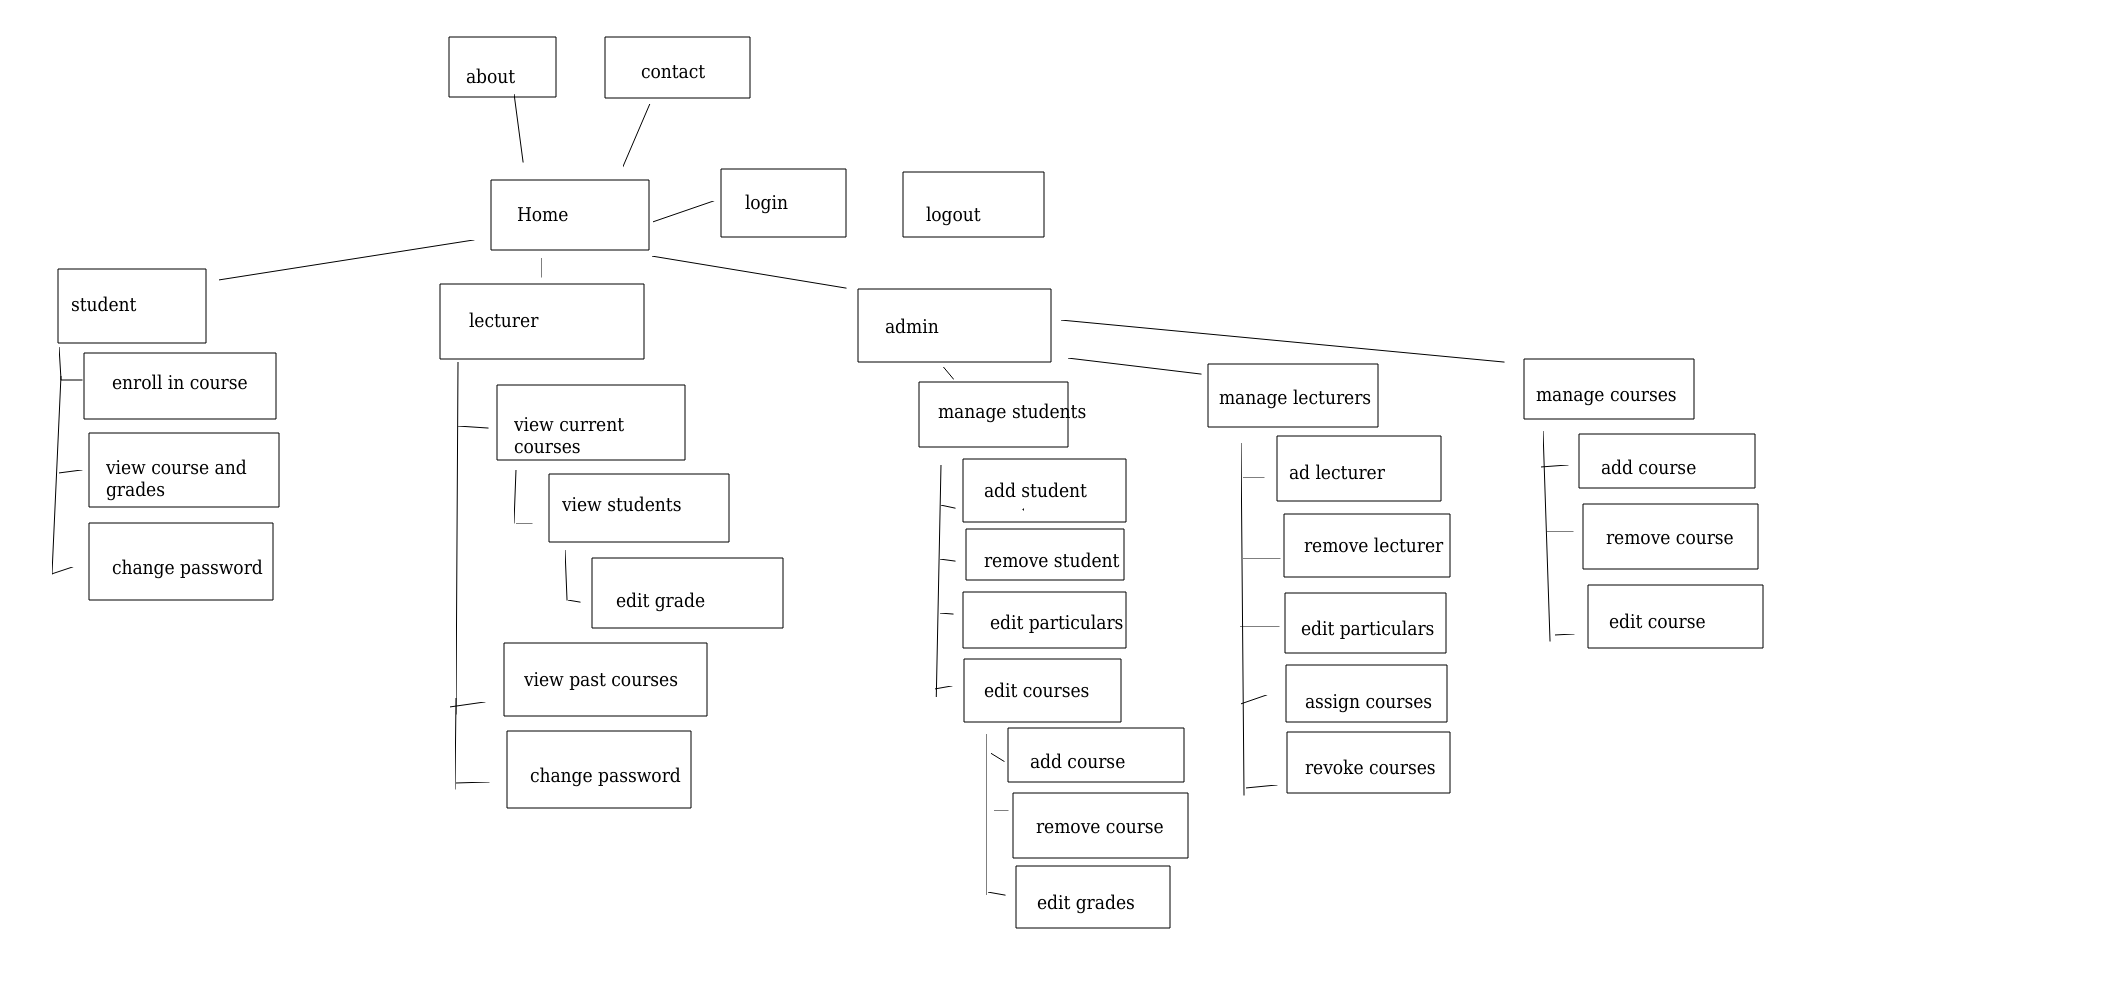 about
contact
Home
login
logout
student
enroll in course
view course and
grades
change password
lecturer
view current
courses
view students
edit grade
view past courses
change password
admin
manage students
add student
remove student
edit particulars
edit courses
add course
remove course
edit grades
manage lecturers
ad lecturer
remove lecturer
edit particulars
assign courses
revoke courses
manage courses
add course
remove course
edit course